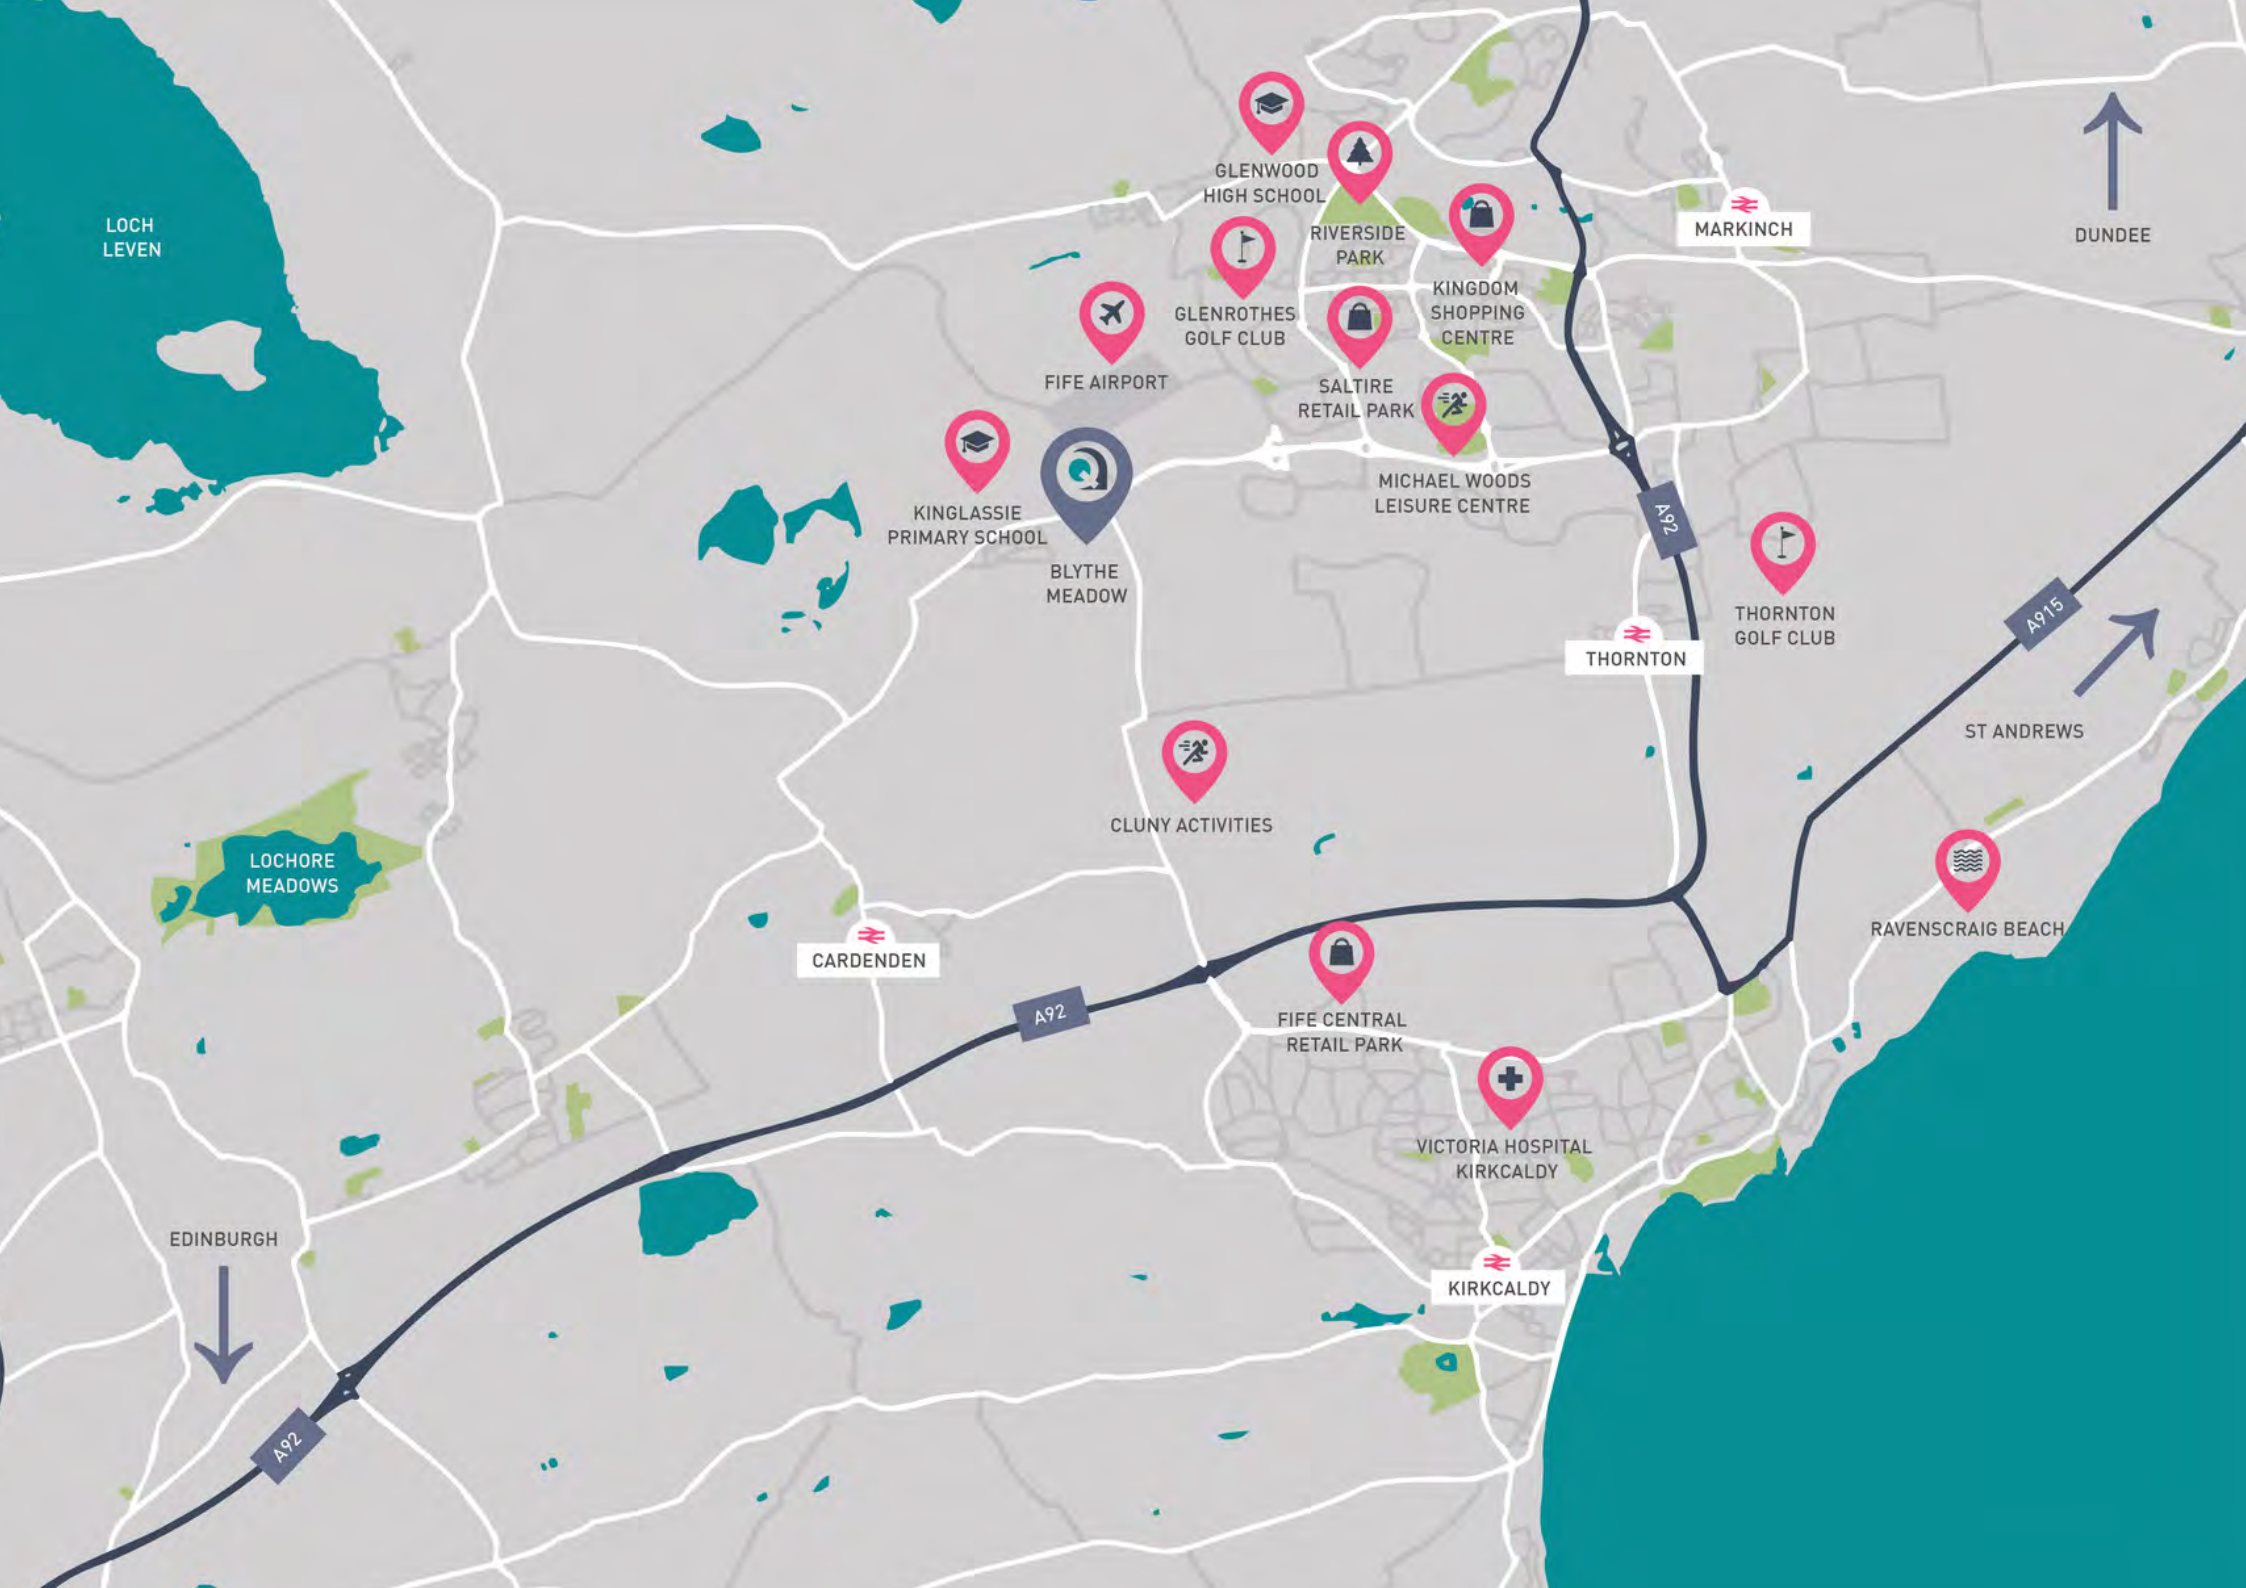 LOCH
LEVEN
GLENWOOD
HIGH SCHOOL
RIVERSIDE
PARK
MARKINCH
DUNDEE
GLENROTHES
GOLF CLUB
KINGDOM
SHOPPING
CENTRE
FIFE AIRPORT
SALTIRE
RETAIL PARK
MICHAEL WOODS
LEISURE CENTRE
KINGLASSIE
PRIMARY SCHOOL
Q
BLYTHE
MEADOW
A92
THORNTON
GOLF CLUB
THORNTON
A915
ST ANDREWS
CLUNY ACTIVITIES
LOCHORE
MEADOWS
RAVENSCRAIG BEACH
CARDENDEN
A92
FIFE CENTRAL
RETAIL PARK
VICTORIA HOSPITAL
KIRKCALDY
EDINBURGH
KIRKCALDY
A92